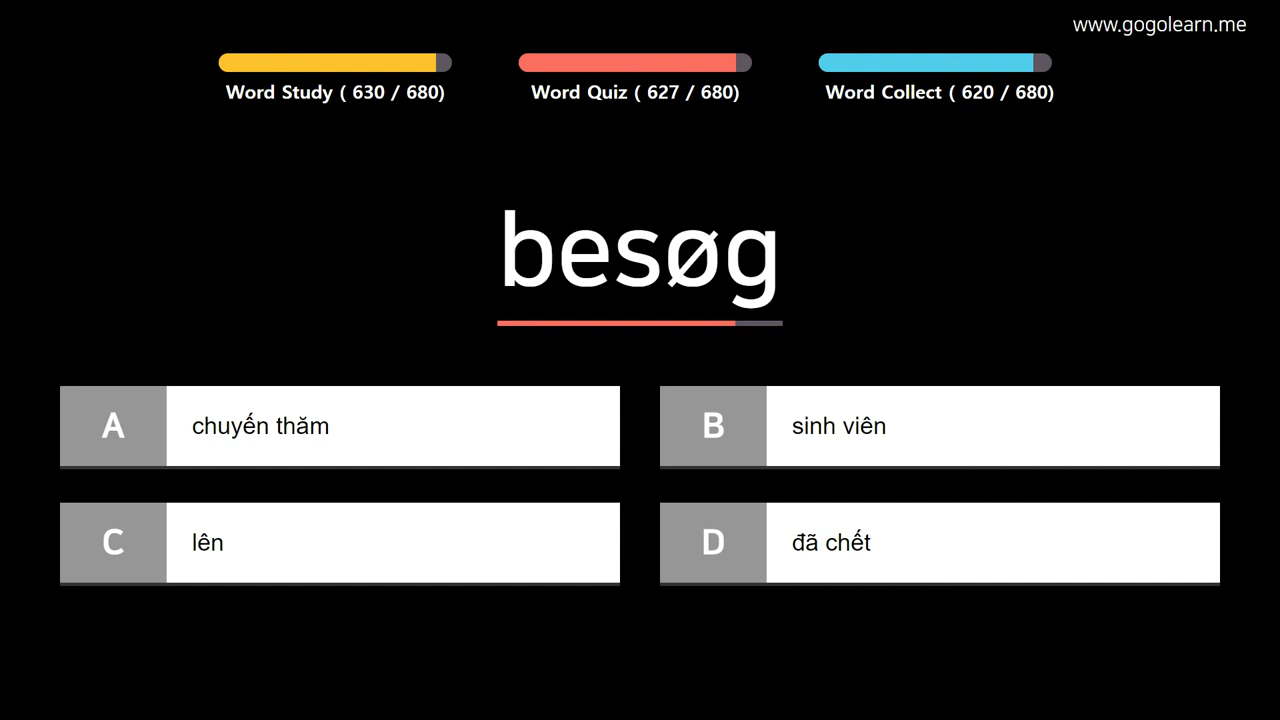 www.gogolearn.me
Word Study ( 630 / 680)
Word Quiz ( 627 / 680)
Word Collect ( 620 / 680)
besøg
A chuyến thăm
B sinh viên
C lên
D đã chết